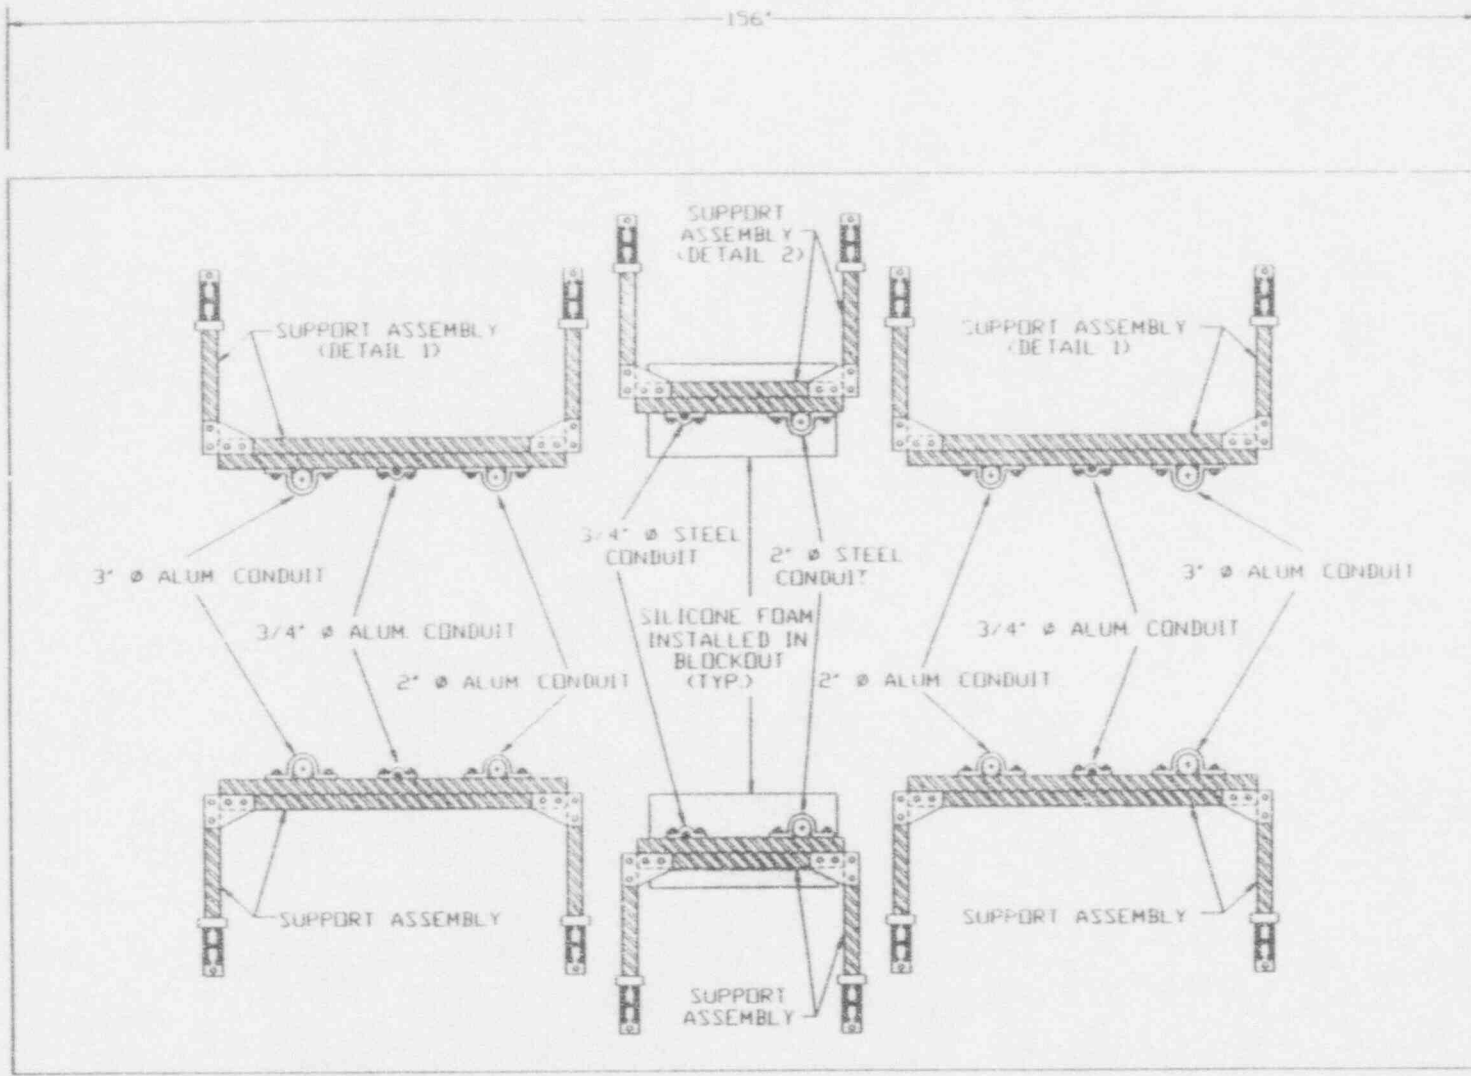 156"
SUPPORT
ASSEMBLY
(DETAIL 2)
SUPPORT ASSEMBLY
(DETAIL 1)
SUPPORT ASSEMBLY
(DETAIL 1)
3/4" Ø STEEL
CONDUIT
2" Ø STEEL
CONDUIT
3" Ø ALUM CONDUIT
3" Ø ALUM CONDUIT
SILICONE FOAM
INSTALLED IN
BLOCKOUT
(TYP.)
3/4" Ø ALUM. CONDUIT
3/4" Ø ALUM CONDUIT
2" Ø ALUM CONDUIT
2" Ø ALUM CONDUIT
SUPPORT ASSEMBLY
SUPPORT ASSEMBLY
SUPPORT
ASSEMBLY